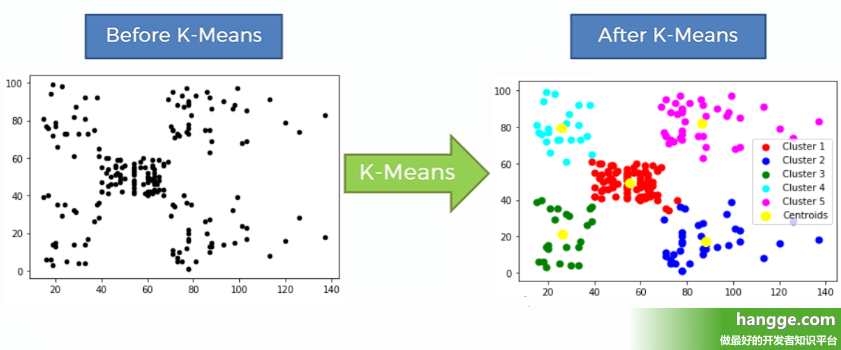 Before K-Means
After K-Means
100
80
60
40
20
0
20
40
60
80
100
120
140
K-Means
100
80
60
40
20
0
20
40
60
80
100
120
140
Cluster 1
Cluster 2
Cluster 3
Cluster 4
Cluster 5
Centroids
hangge.com
做最好的开发者知识平台